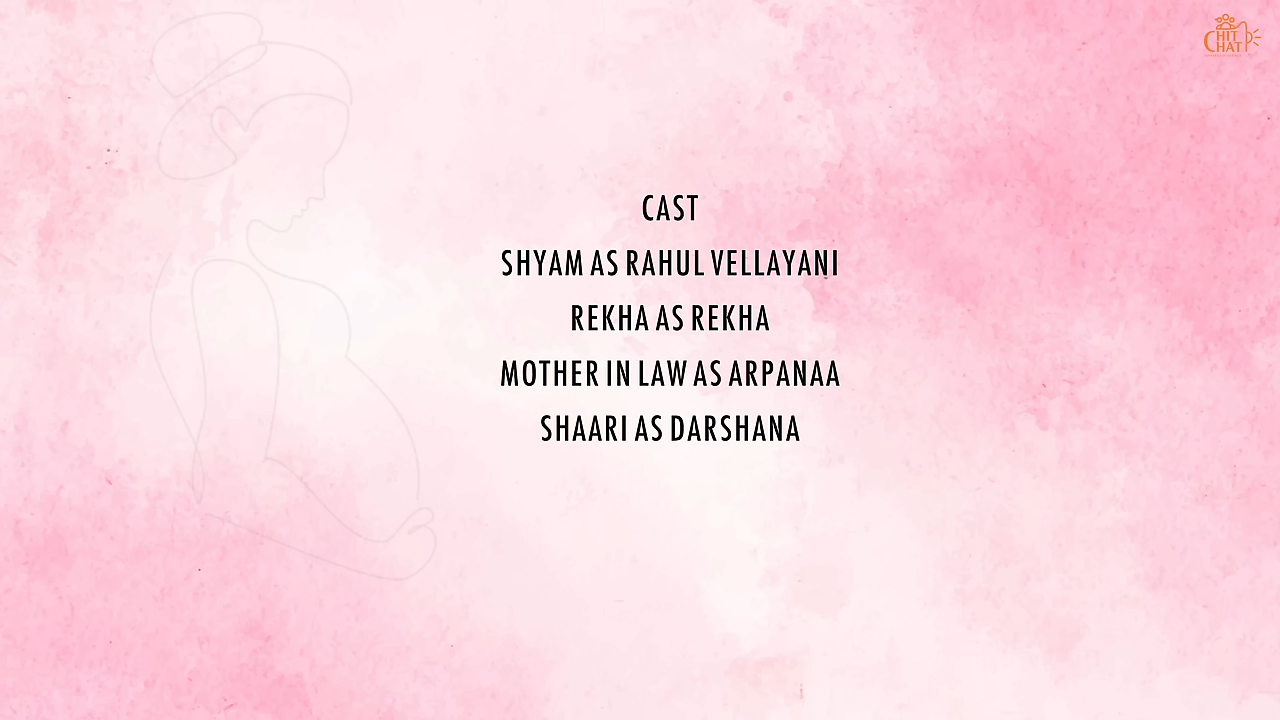 CHIT CHAT
CAST
SHYAM AS RAHUL VELLAYANI
REKHA AS REKHA
MOTHER IN LAW AS ARPANAA
SHAARI AS DARSHANA